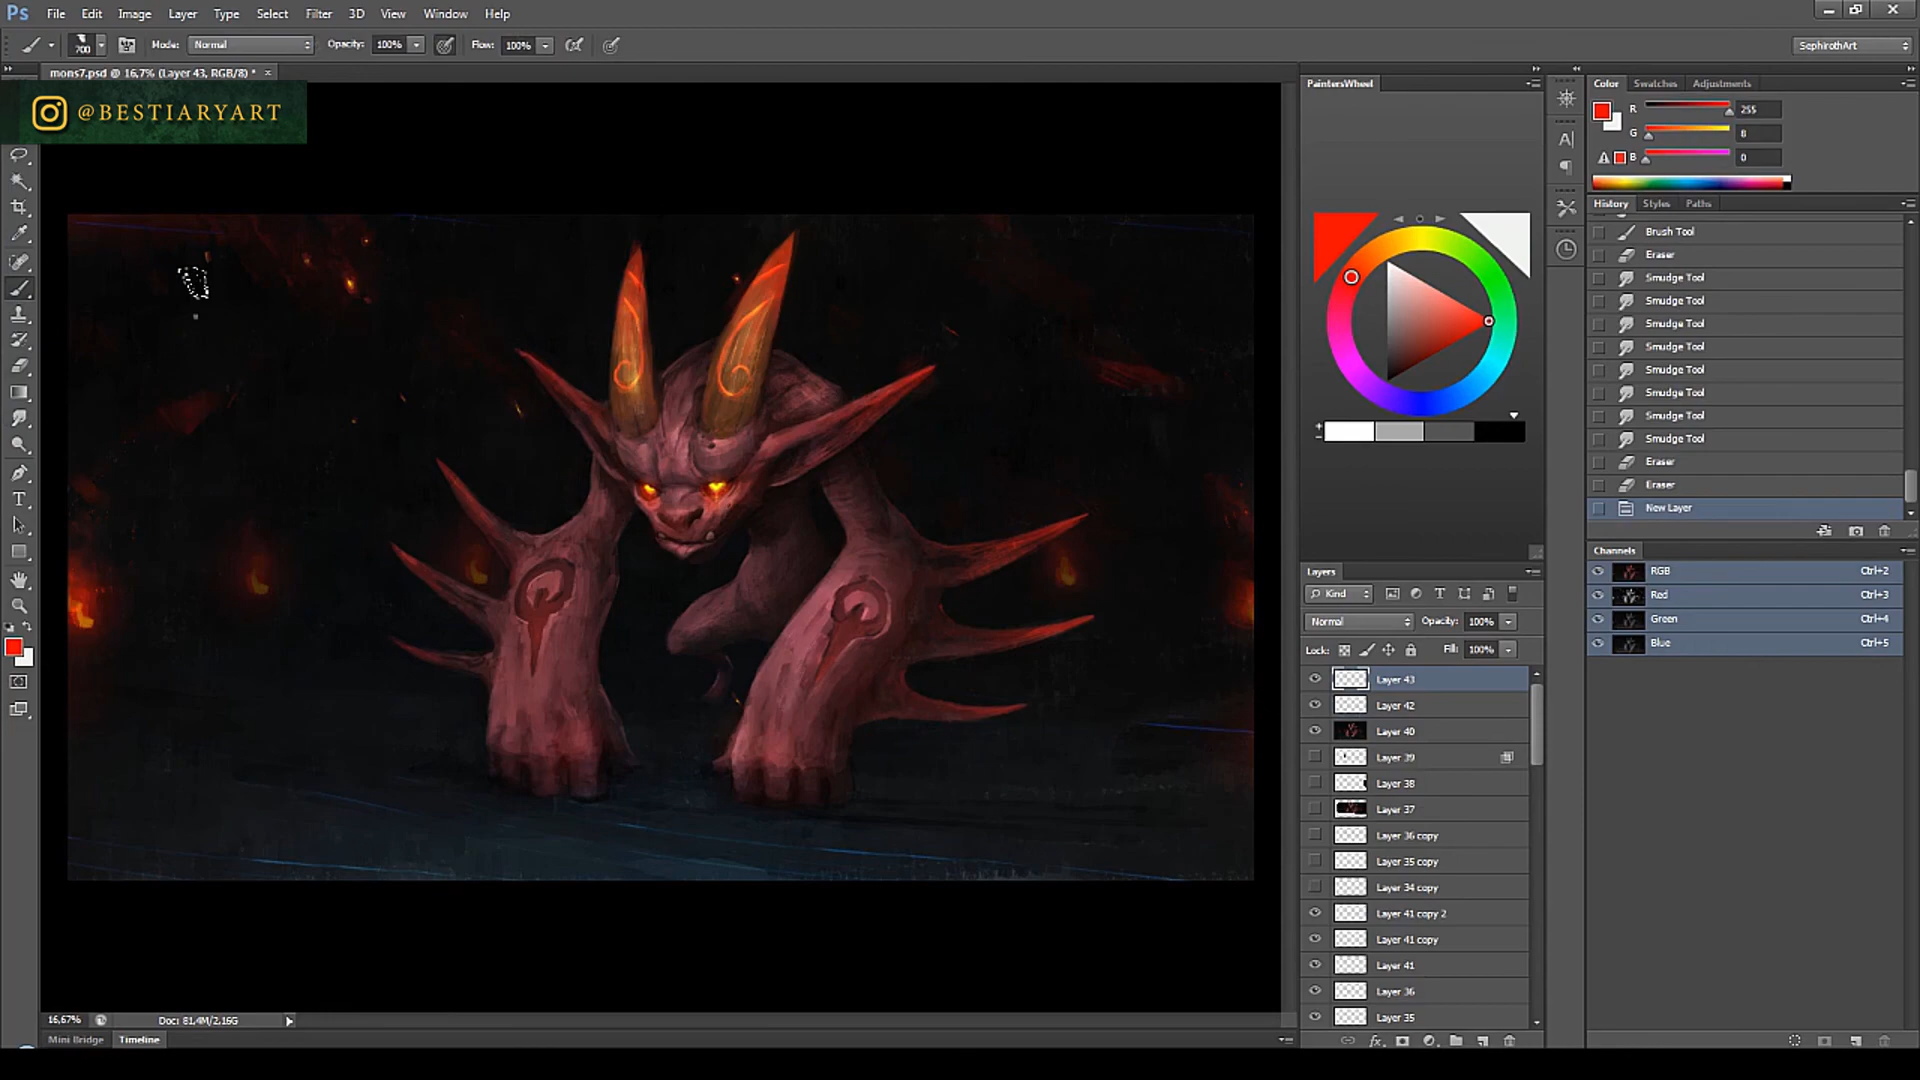 Ps File Edit Image Layer Type Select Filter 3D View Window Help
700 Mode: Normal Opacity: 100% Flow: 100% SephirothArt
mons7.psd @ 16,7% (Layer 43, RGB/8) * ×
@BESTIARYART
PaintersWheel
Color Swatches Adjustments
R 255
G 8
B 0
History Styles Paths
Brush Tool
Eraser
Smudge Tool
Smudge Tool
Smudge Tool
Smudge Tool
Smudge Tool
Smudge Tool
Smudge Tool
Smudge Tool
Eraser
Eraser
New Layer
Channels
RGB Ctrl+2
Red Ctrl+3
Green Ctrl+4
Blue Ctrl+5
Layers
Kind
Normal Opacity: 100%
Lock: Fill: 100%
Layer 43
Layer 42
Layer 40
Layer 39
Layer 38
Layer 37
Layer 36 copy
Layer 35 copy
Layer 34 copy
Layer 41 copy 2
Layer 41 copy
Layer 41
Layer 36
Layer 35
16,67% Doc: 81,4M/2,16G
Mini Bridge Timeline